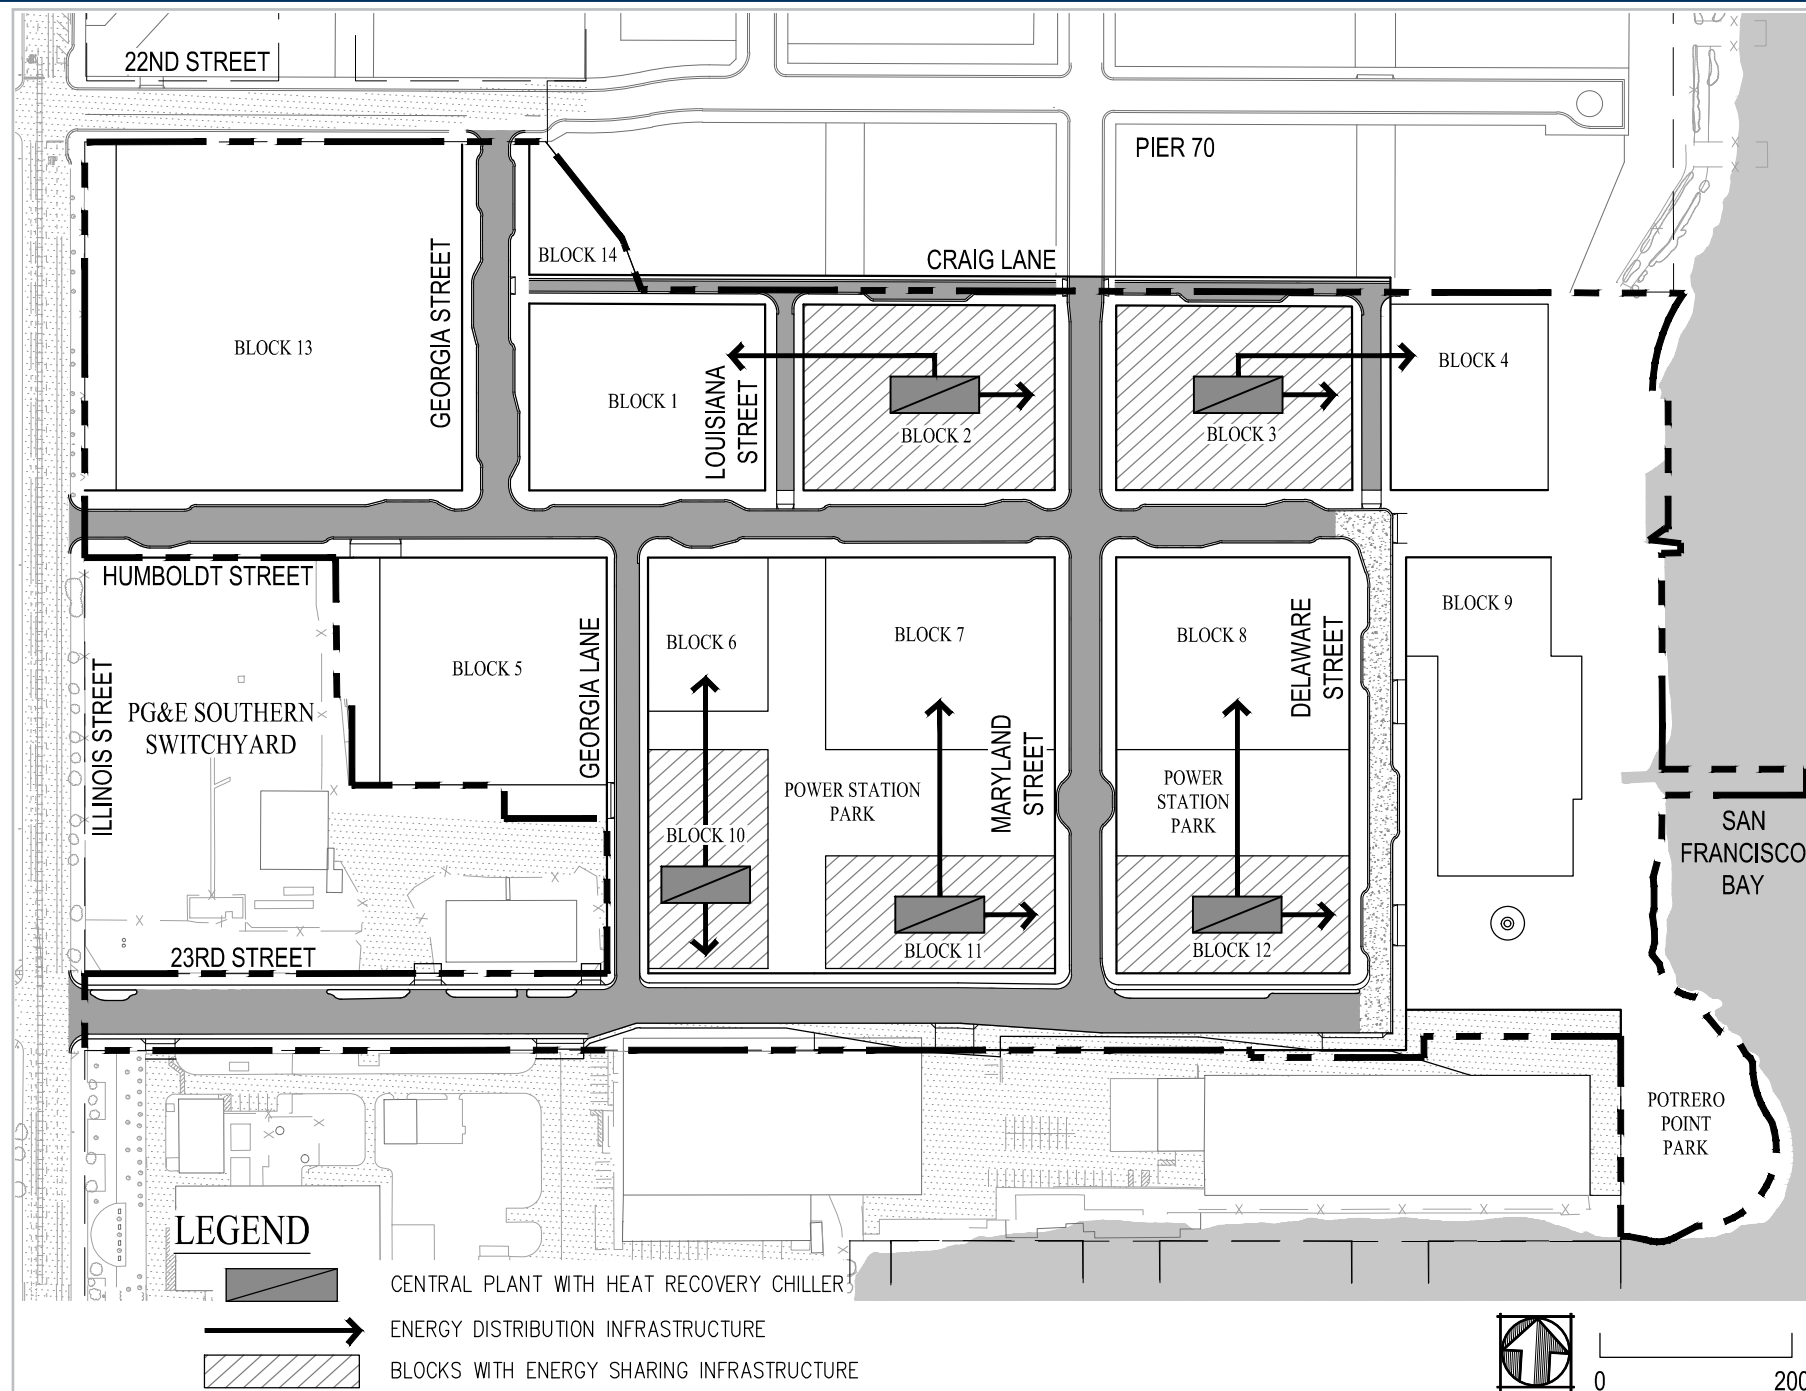 22ND STREET
PIER 70
CRAIG LANE
BLOCK 14
GEORGIA STREET
BLOCK 13
BLOCK 1
LOUISIANA
STREET
BLOCK 2
BLOCK 3
BLOCK 4
HUMBOLDT STREET
BLOCK 5
GEORGIA LANE
BLOCK 6
BLOCK 7
BLOCK 8
DELAWARE
STREET
BLOCK 9
ILLINOIS STREET
PG&E SOUTHERN
SWITCHYARD
POWER STATION
PARK
MARYLAND
STREET
POWER
STATION
PARK
SAN
FRANCISCO
BAY
BLOCK 10
BLOCK 11
BLOCK 12
23RD STREET
POTRERO
POINT
PARK
LEGEND
CENTRAL PLANT WITH HEAT RECOVERY CHILLER
ENERGY DISTRIBUTION INFRASTRUCTURE
BLOCKS WITH ENERGY SHARING INFRASTRUCTURE
0
200